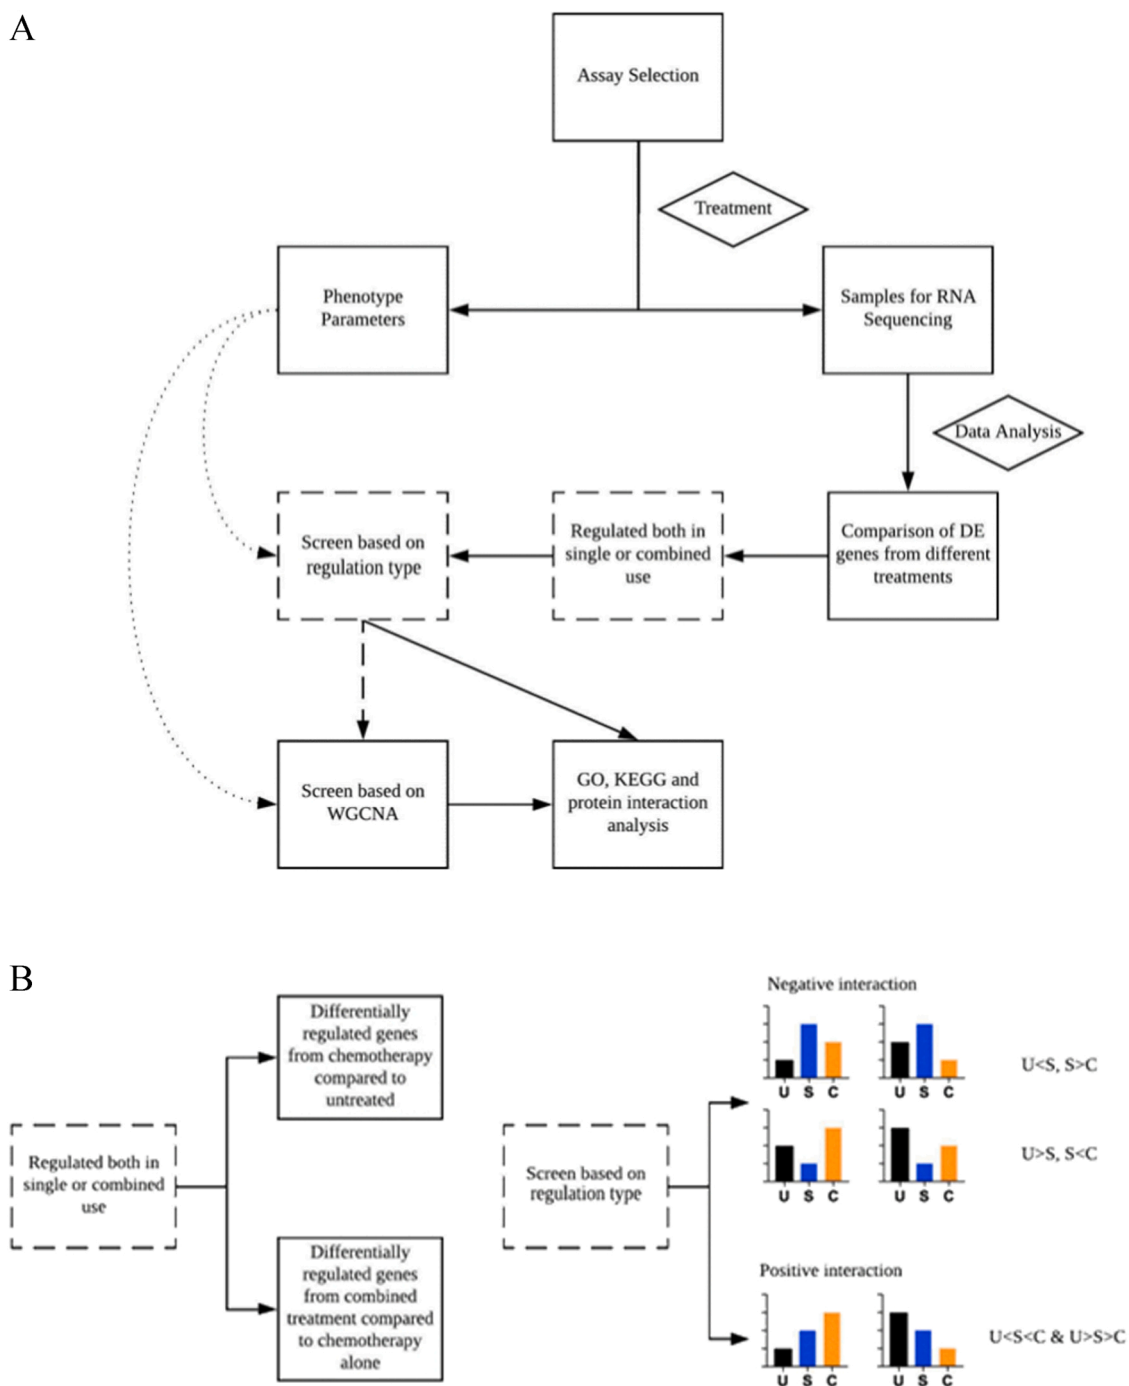 A
Assay Selection
Treatment
Phenotype
Parameters
Samples for RNA
Sequencing
Data Analysis
Screen based on
regulation type
Regulated both in
single or combined
use
Comparison of DE
genes from different
treatments
Screen based on
WGCNA
GO, KEGG and
protein interaction
analysis
B
Differentially
regulated genes
from chemotherapy
compared to
untreated
Regulated both in
single or combined
use
Differentially
regulated genes
from combined
treatment compared
to chemotherapy
alone
Screen based on
regulation type
Negative interaction
U S C
U S C
U<S, S>C
U S C
U S C
U>S, S<C
Positive interaction
U S C
U S C
U<S<C & U>S>C